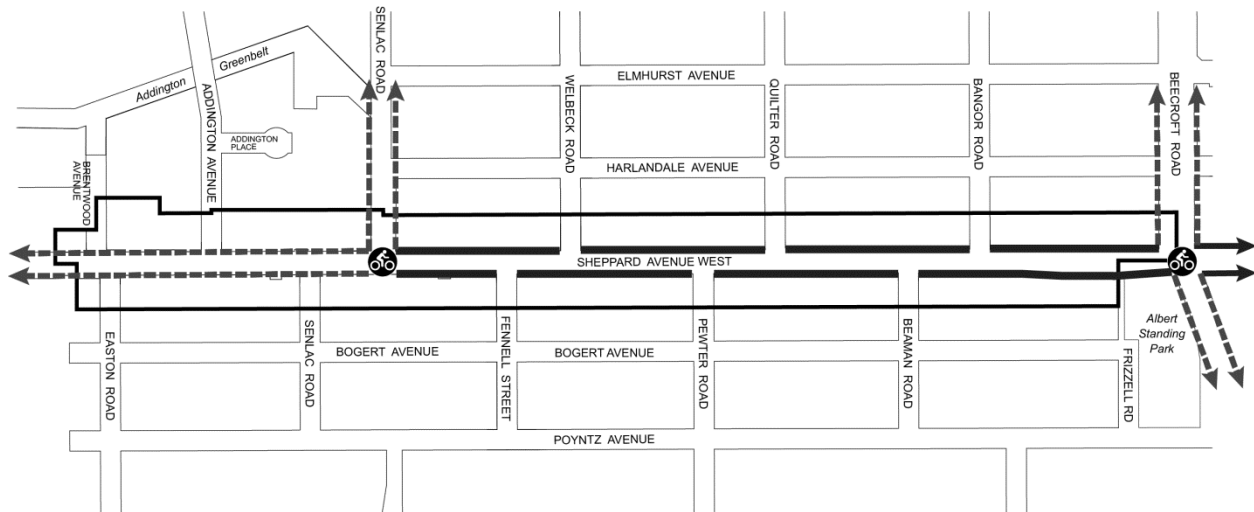 SENLAC ROAD
Addington Greenbelt
ADDINGTON AVENUE
ADDINGTON
PLACE
BRENTWOOD
AVENUE
WELBECK ROAD
ELMHURST AVENUE
QUILTER ROAD
BANGOR ROAD
BEECROFT ROAD
HARLANDALE AVENUE
SHEPPARD AVENUE WEST
EASTON ROAD
SENLAC ROAD
BOGERT AVENUE
FENNELL STREET
BOGERT AVENUE
PEWTER ROAD
BEAMAN ROAD
FRIZZELL RD
Albert
Standing
Park
POYNTZ AVENUE